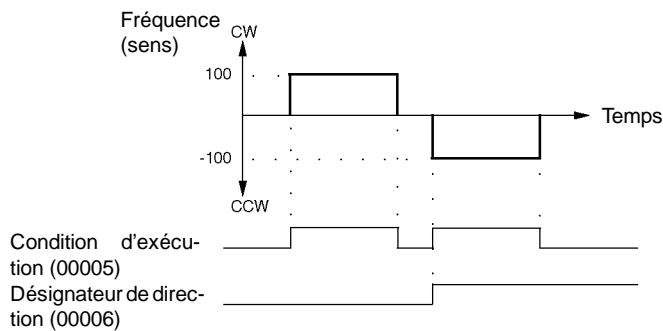 Fréquence
(sens)
CW
100
Temps
-100
CCW
Condition d'exécu-
tion (00005)
Désignateur de direc-
tion (00006)